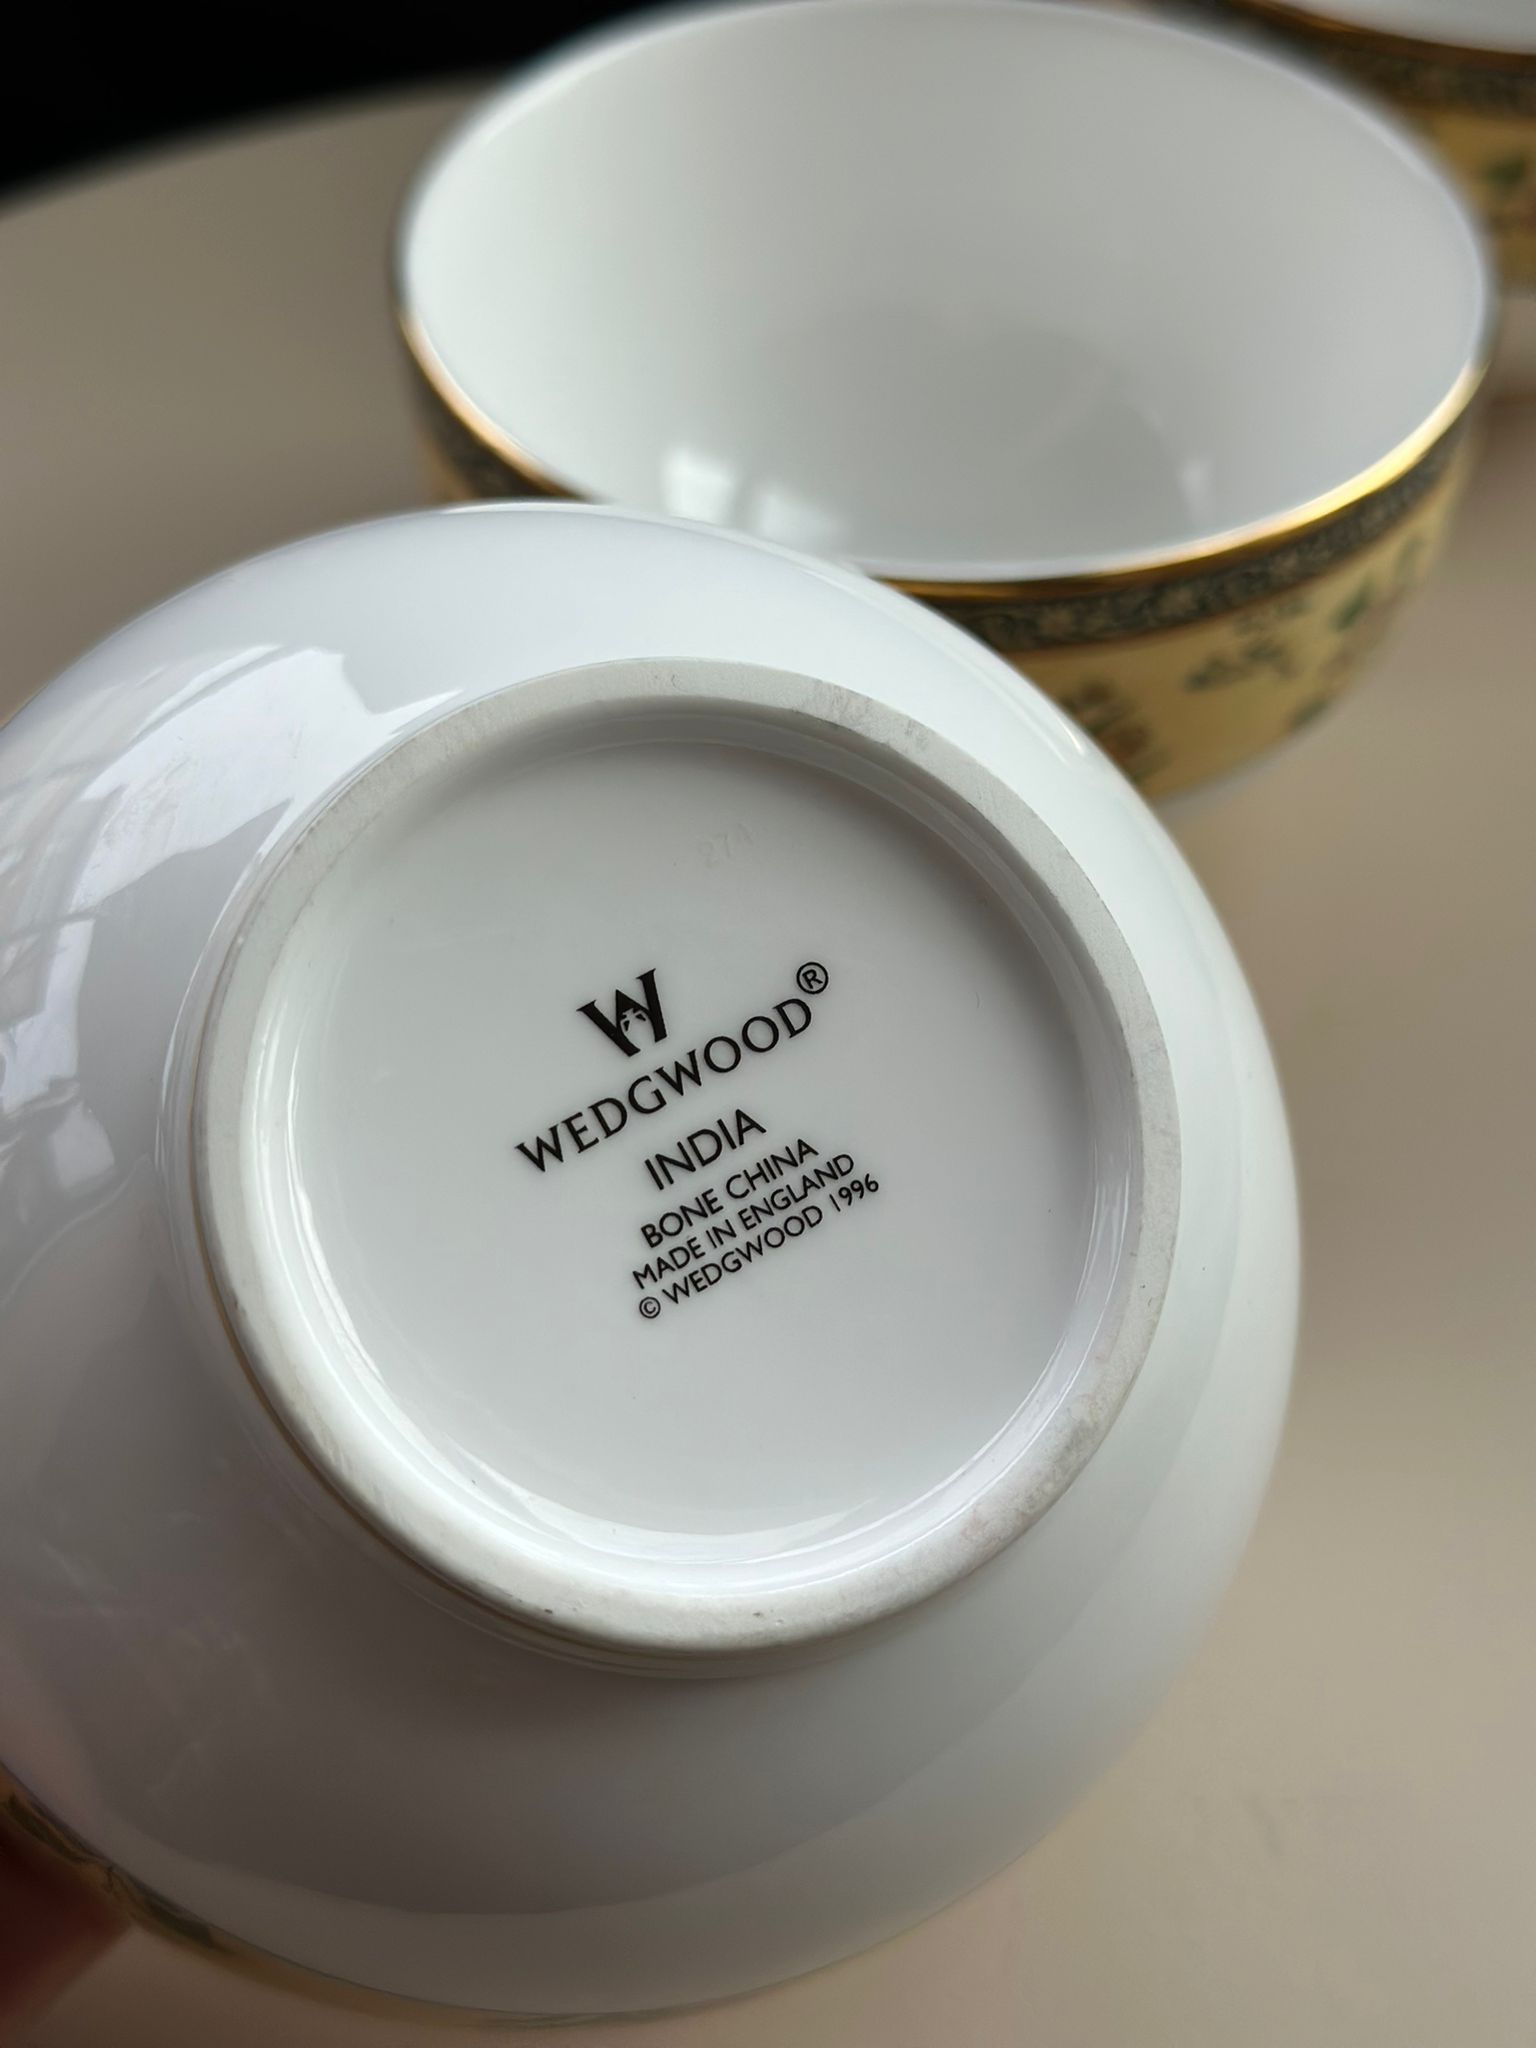 W
WEDGWOOD®
INDIA
BONE CHINA
MADE IN ENGLAND
© WEDGWOOD 1996